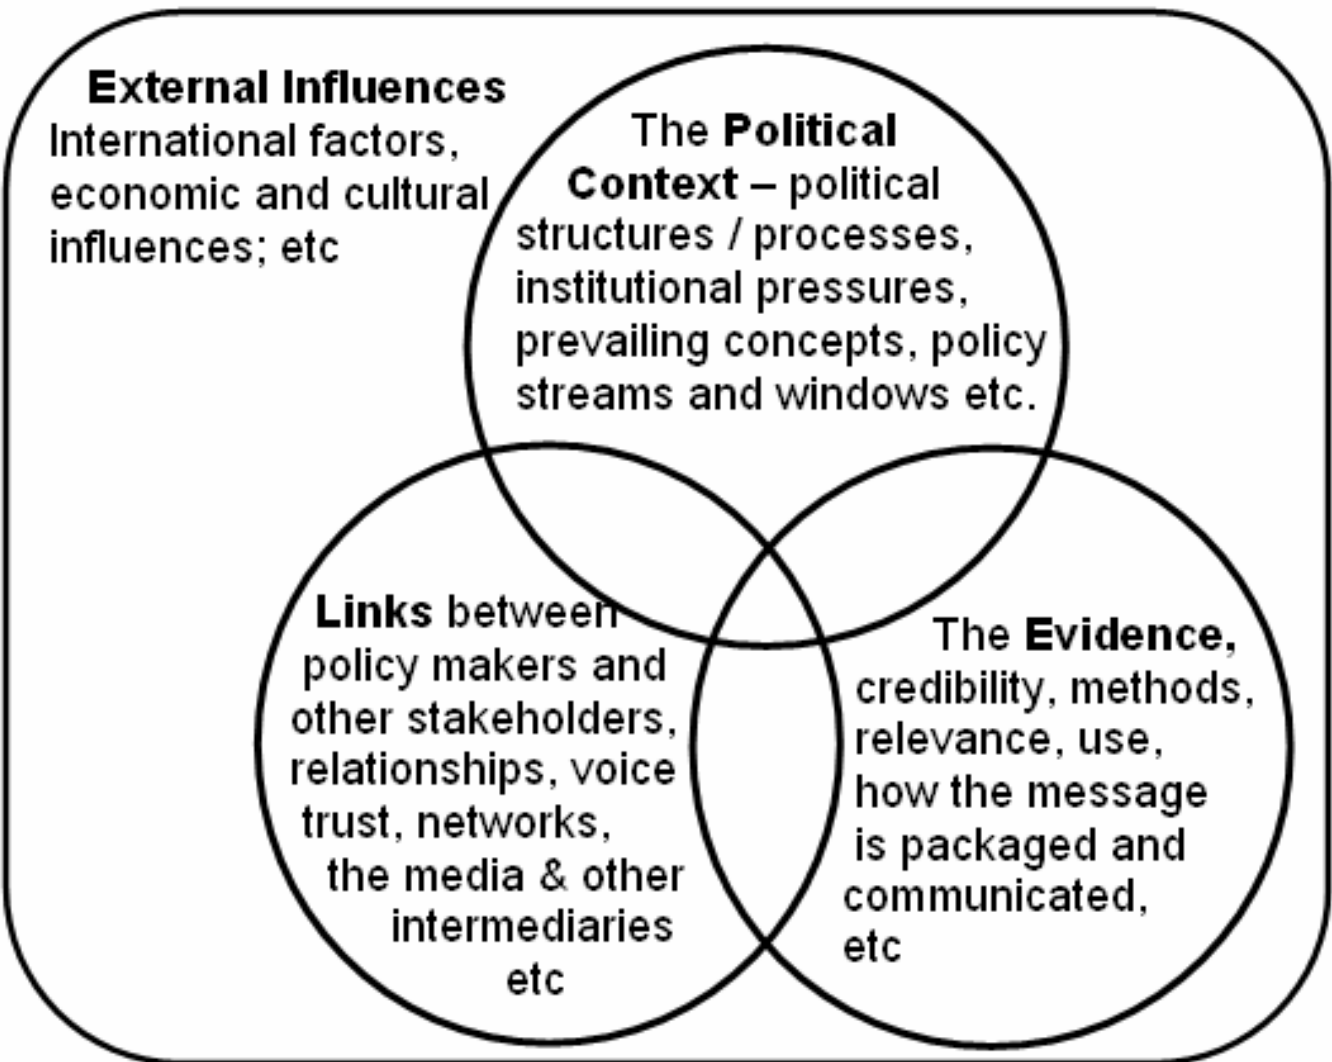 External Influences
International factors,
economic and cultural
influences; etc
The Political
Context – political
structures / processes,
institutional pressures,
prevailing concepts, policy
streams and windows etc.
Links between
policy makers and
other stakeholders,
relationships, voice
trust, networks,
the media & other
intermediaries
etc
The Evidence,
credibility, methods,
relevance, use,
how the message
is packaged and
communicated,
etc